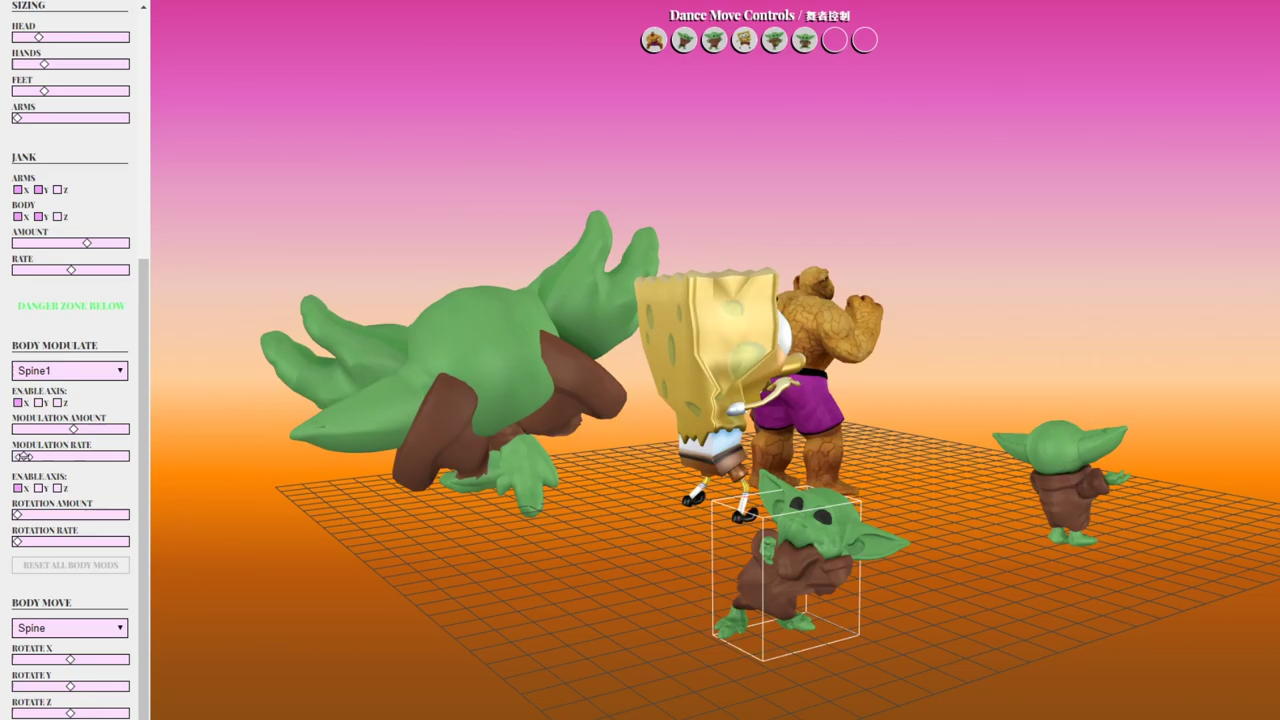 SIZING
HEAD
HANDS
FEET
ARMS
JANK
ARMS
X Y Z
BODY
X Y Z
AMOUNT
RATE
DANGER ZONE BELOW
BODY MODULATE
Spine1
ENABLE AXIS:
X Y Z
MODULATION AMOUNT
MODULATION RATE
ENABLE AXIS:
X Y Z
ROTATION AMOUNT
ROTATION RATE
RESET ALL BODY MODS
BODY MOVE
Spine
ROTATE X
ROTATE Y
ROTATE Z
Dance Move Controls / 舞者控制